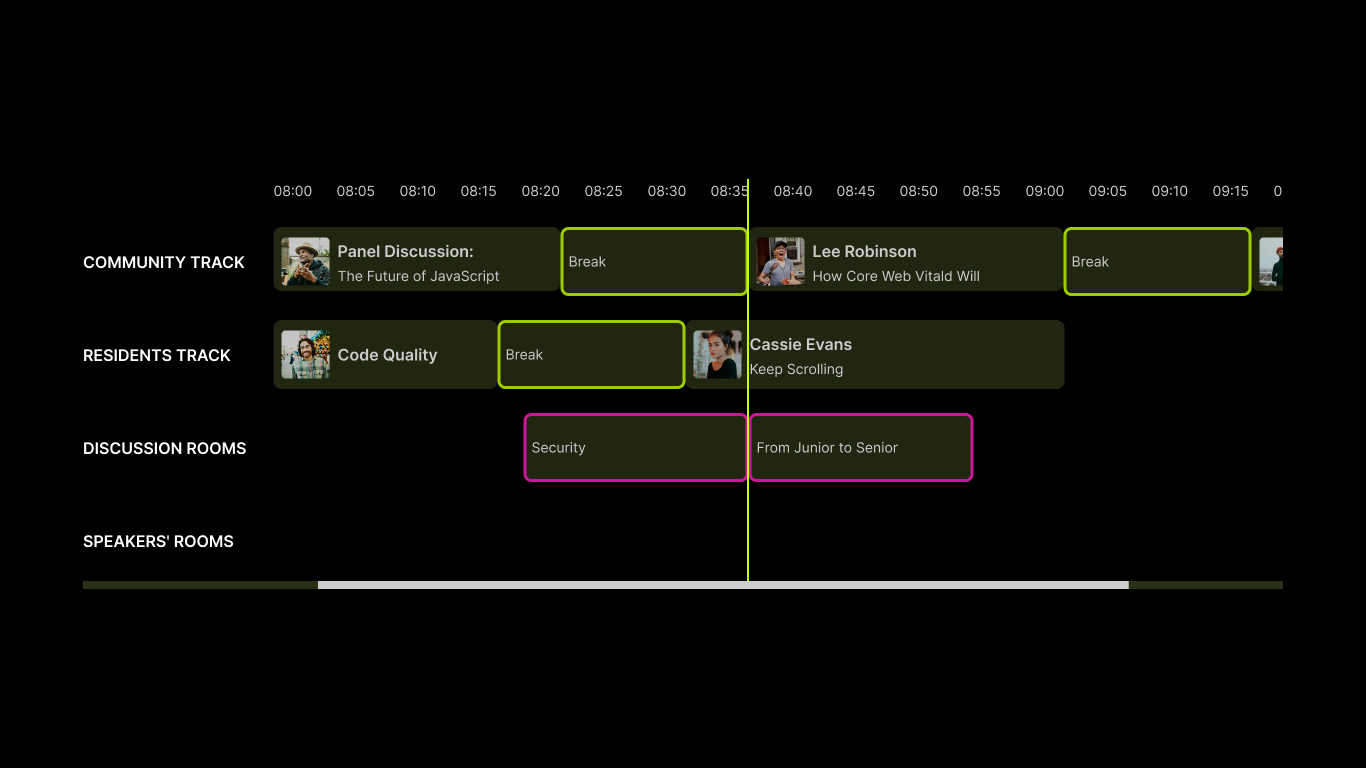 08:00 08:05 08:10 08:15 08:20 08:25 08:30 08:35 08:40 08:45 08:50 08:55 09:00 09:05 09:10 09:15 0
COMMUNITY TRACK
Panel Discussion:
The Future of JavaScript
Break
Lee Robinson
How Core Web Vitald Will
Break
RESIDENTS TRACK
Code Quality
Break
Cassie Evans
Keep Scrolling
DISCUSSION ROOMS
Security
From Junior to Senior
SPEAKERS' ROOMS